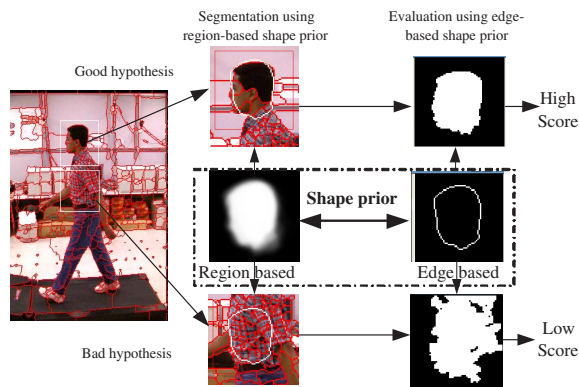 Segmentation using
region-based shape prior
Evaluation using edge-
based shape prior
Good hypothesis
High
Score
Shape prior
Region based
Edge based
Bad hypothesis
Low
Score